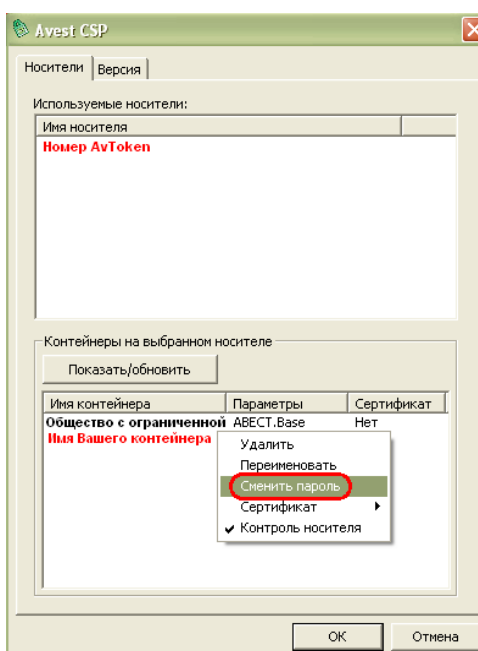 Avest CSP
Носители Версия
Используемые носители:
Имя носителя
Номер AvToken
Контейнеры на выбранном носителе
Показать/обновить
Имя контейнера Параметры Сертификат
Общество с ограниченной АВЕСТ.Base Нет
Имя Вашего контейнера
Удалить
Переименовать
Сменить пароль
Сертификат
Контроль носителя
ОК Отмена